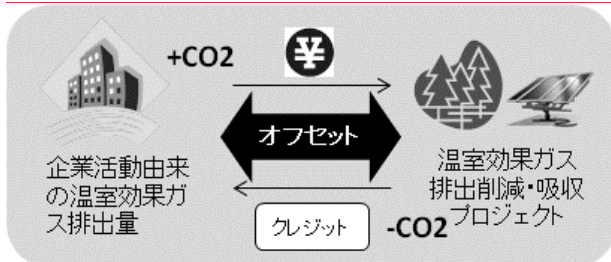 +CO2
¥
オフセット
企業活動由来
の温室効果ガ
ス排出量
温室効果ガス
排出削減・吸収
プロジェクト
クレジット
-CO2